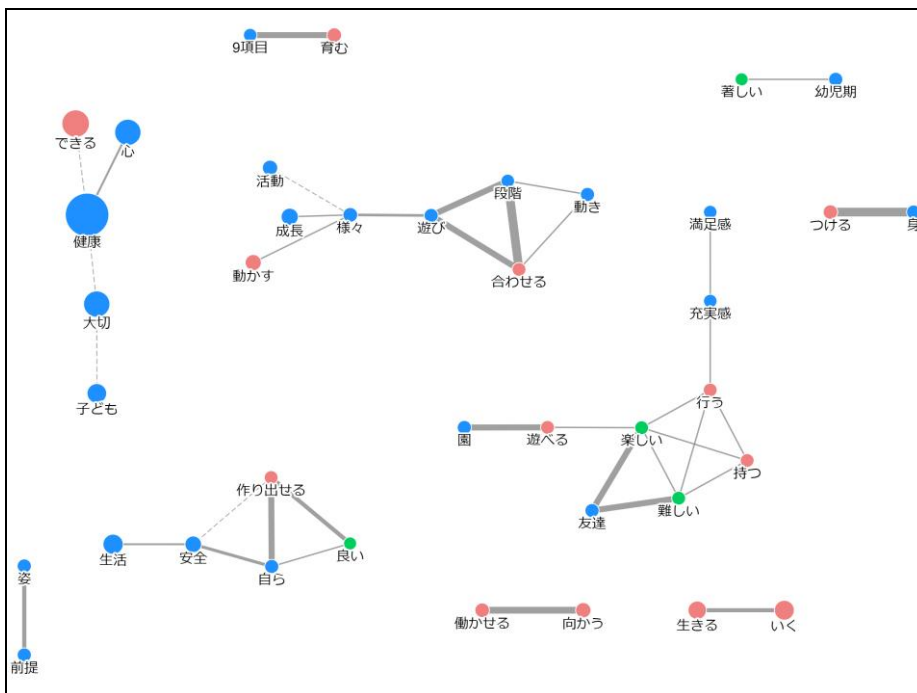 9項目
育む
著しい
幼児期
できる
心
健康
大切
子ども
活動
成長
様々
動かす
遊び
段階
動き
合わせる
満足感
つける
身
充実感
行う
園
遊べる
楽しい
持つ
友達
難しい
作り出せる
生活
安全
自ら
良い
姿
前提
働かせる
向かう
生きる
いく